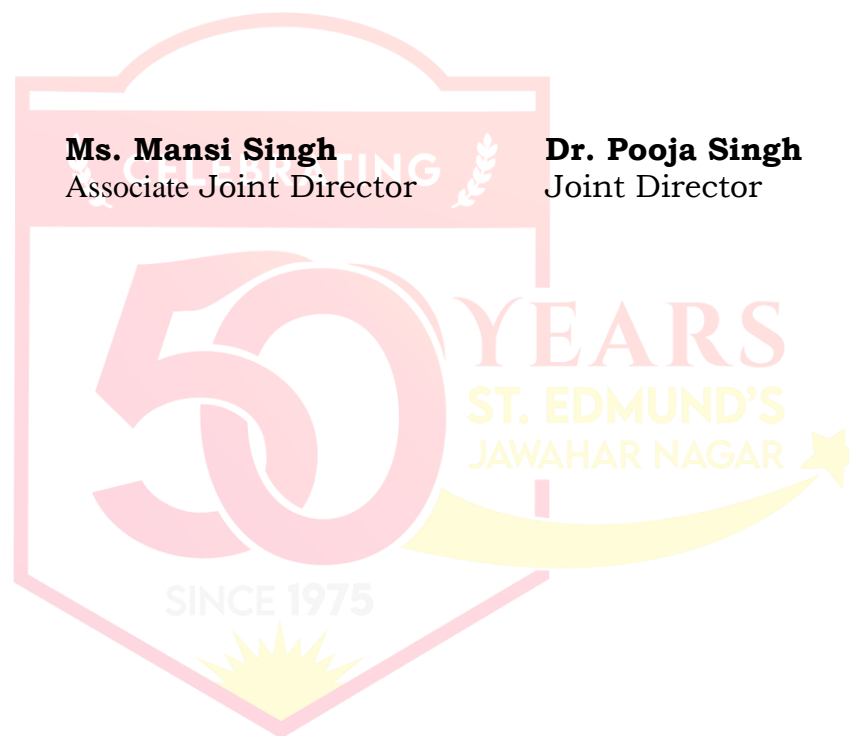 Ms. Mansi Singh Dr. Pooja Singh
Associate Joint Director Joint Director
CELEBRATING
50 YEARS
ST. EDMUND'S
JAWAHAR NAGAR
SINCE 1975